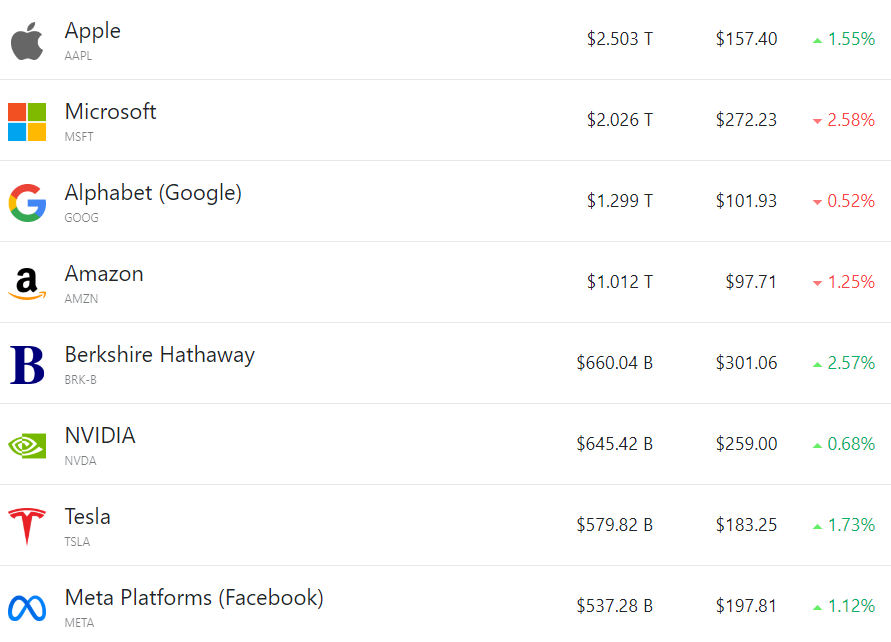 Apple
AAPL
$2.503 T $157.40 1.55%
Microsoft
MSFT
$2.026 T $272.23 2.58%
Alphabet (Google)
GOOG
$1.299 T $101.93 0.52%
Amazon
AMZN
$1.012 T $97.71 1.25%
Berkshire Hathaway
BRK-B
$660.04 B $301.06 2.57%
NVIDIA
NVDA
$645.42 B $259.00 0.68%
Tesla
TSLA
$579.82 B $183.25 1.73%
Meta Platforms (Facebook)
META
$537.28 B $197.81 1.12%